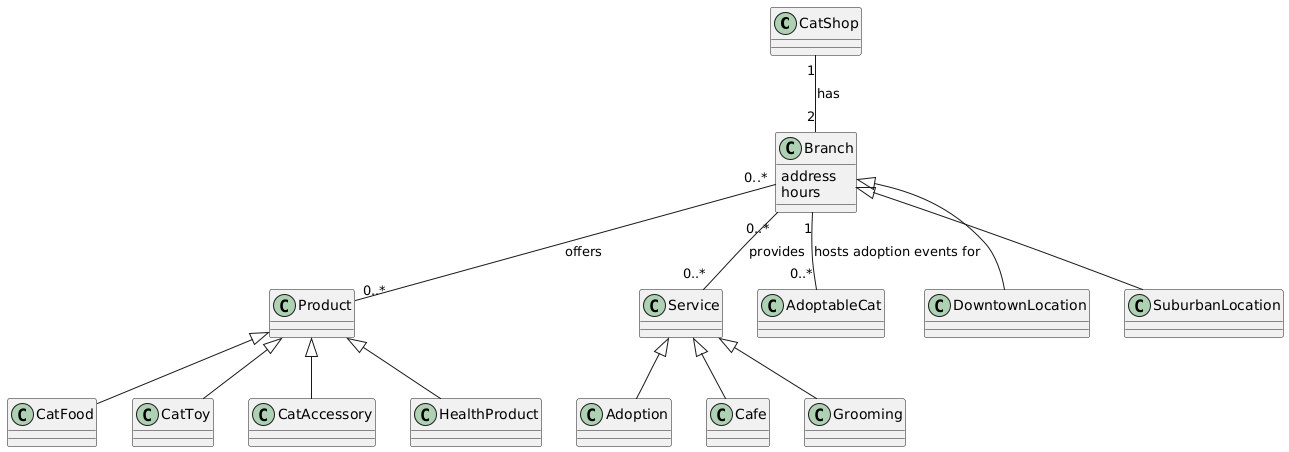 C CatShop
1
has
2
C Branch
address
hours
0..*
0..*
1
offers
provides
hosts adoption events for
0..*
0..*
0..*
C Product
C Service
C AdoptableCat
C DowntownLocation
C SuburbanLocation
C CatFood
C CatToy
C CatAccessory
C HealthProduct
C Adoption
C Cafe
C Grooming